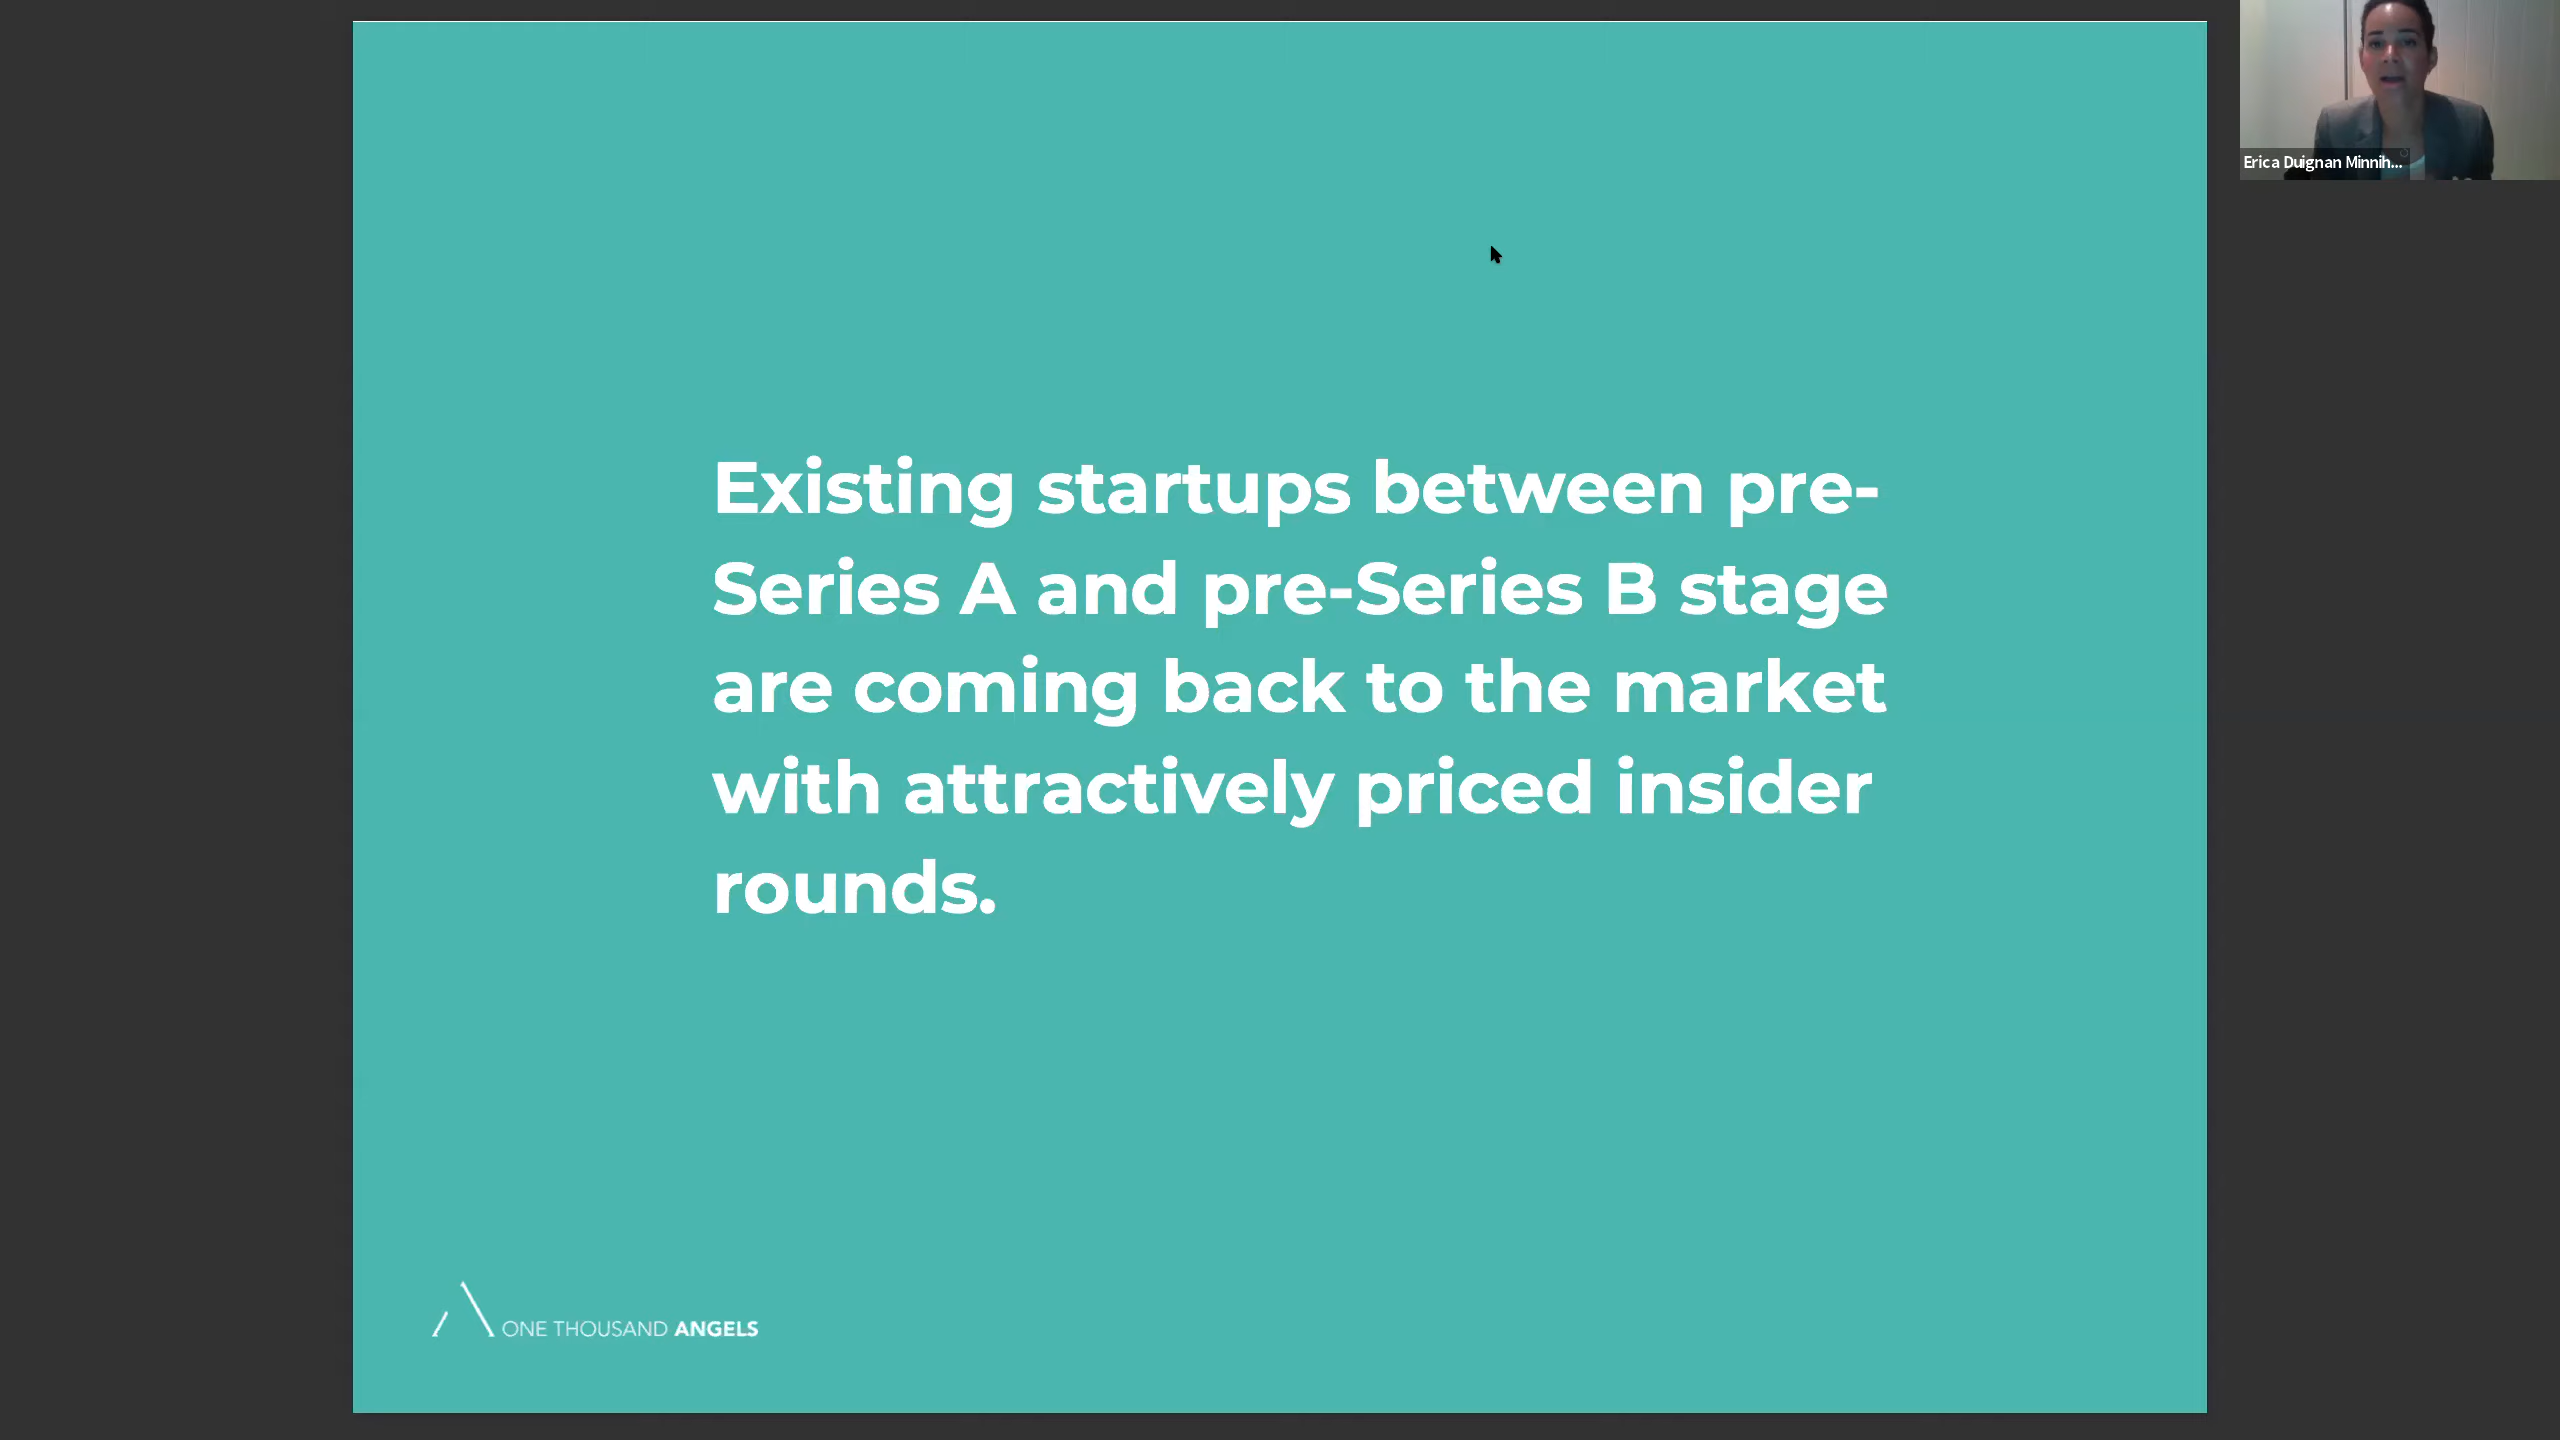 Existing startups between pre-
Series A and pre-Series B stage
are coming back to the market
with attractively priced insider
rounds.
ONE THOUSAND ANGELS
Erica Duignan Minnih...